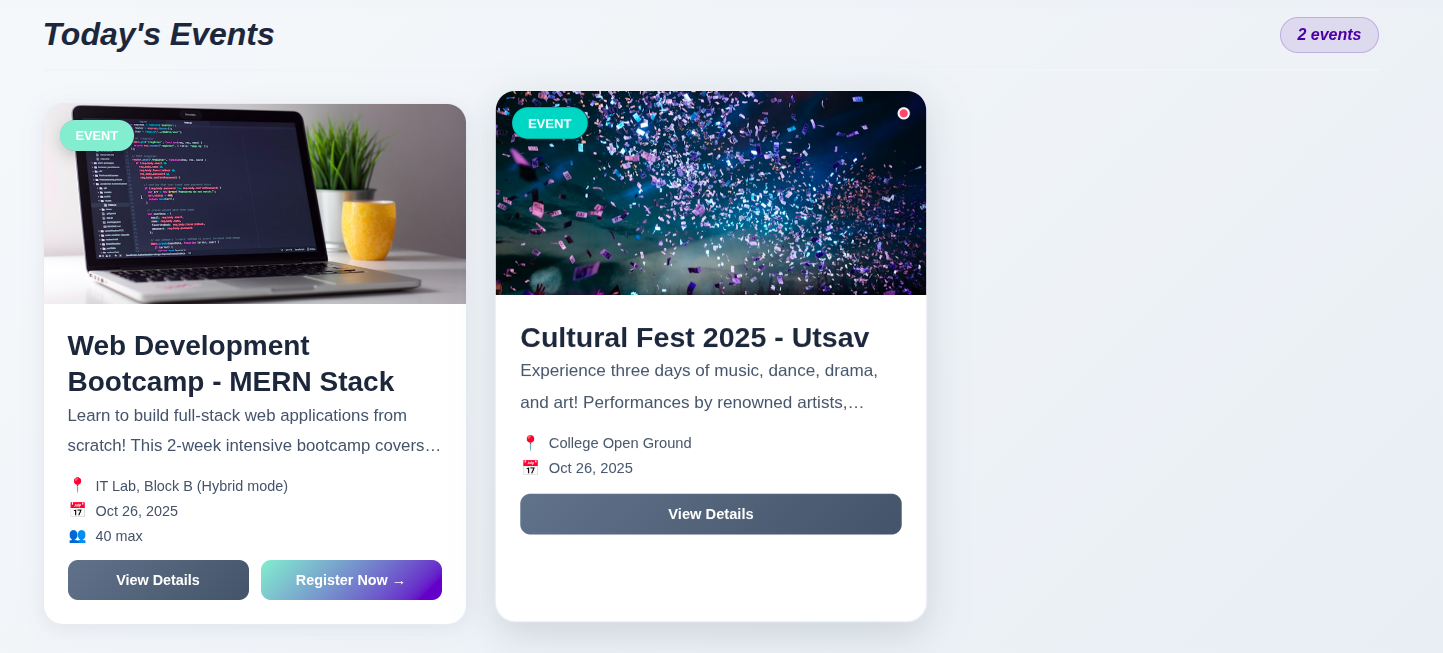 Today's Events
2 events
EVENT
Web Development
Bootcamp - MERN Stack
Learn to build full-stack web applications from
scratch! This 2-week intensive bootcamp covers…
IT Lab, Block B (Hybrid mode)
Oct 26, 2025
40 max
View Details
Register Now →
EVENT
Cultural Fest 2025 - Utsav
Experience three days of music, dance, drama,
and art! Performances by renowned artists,…
College Open Ground
Oct 26, 2025
View Details